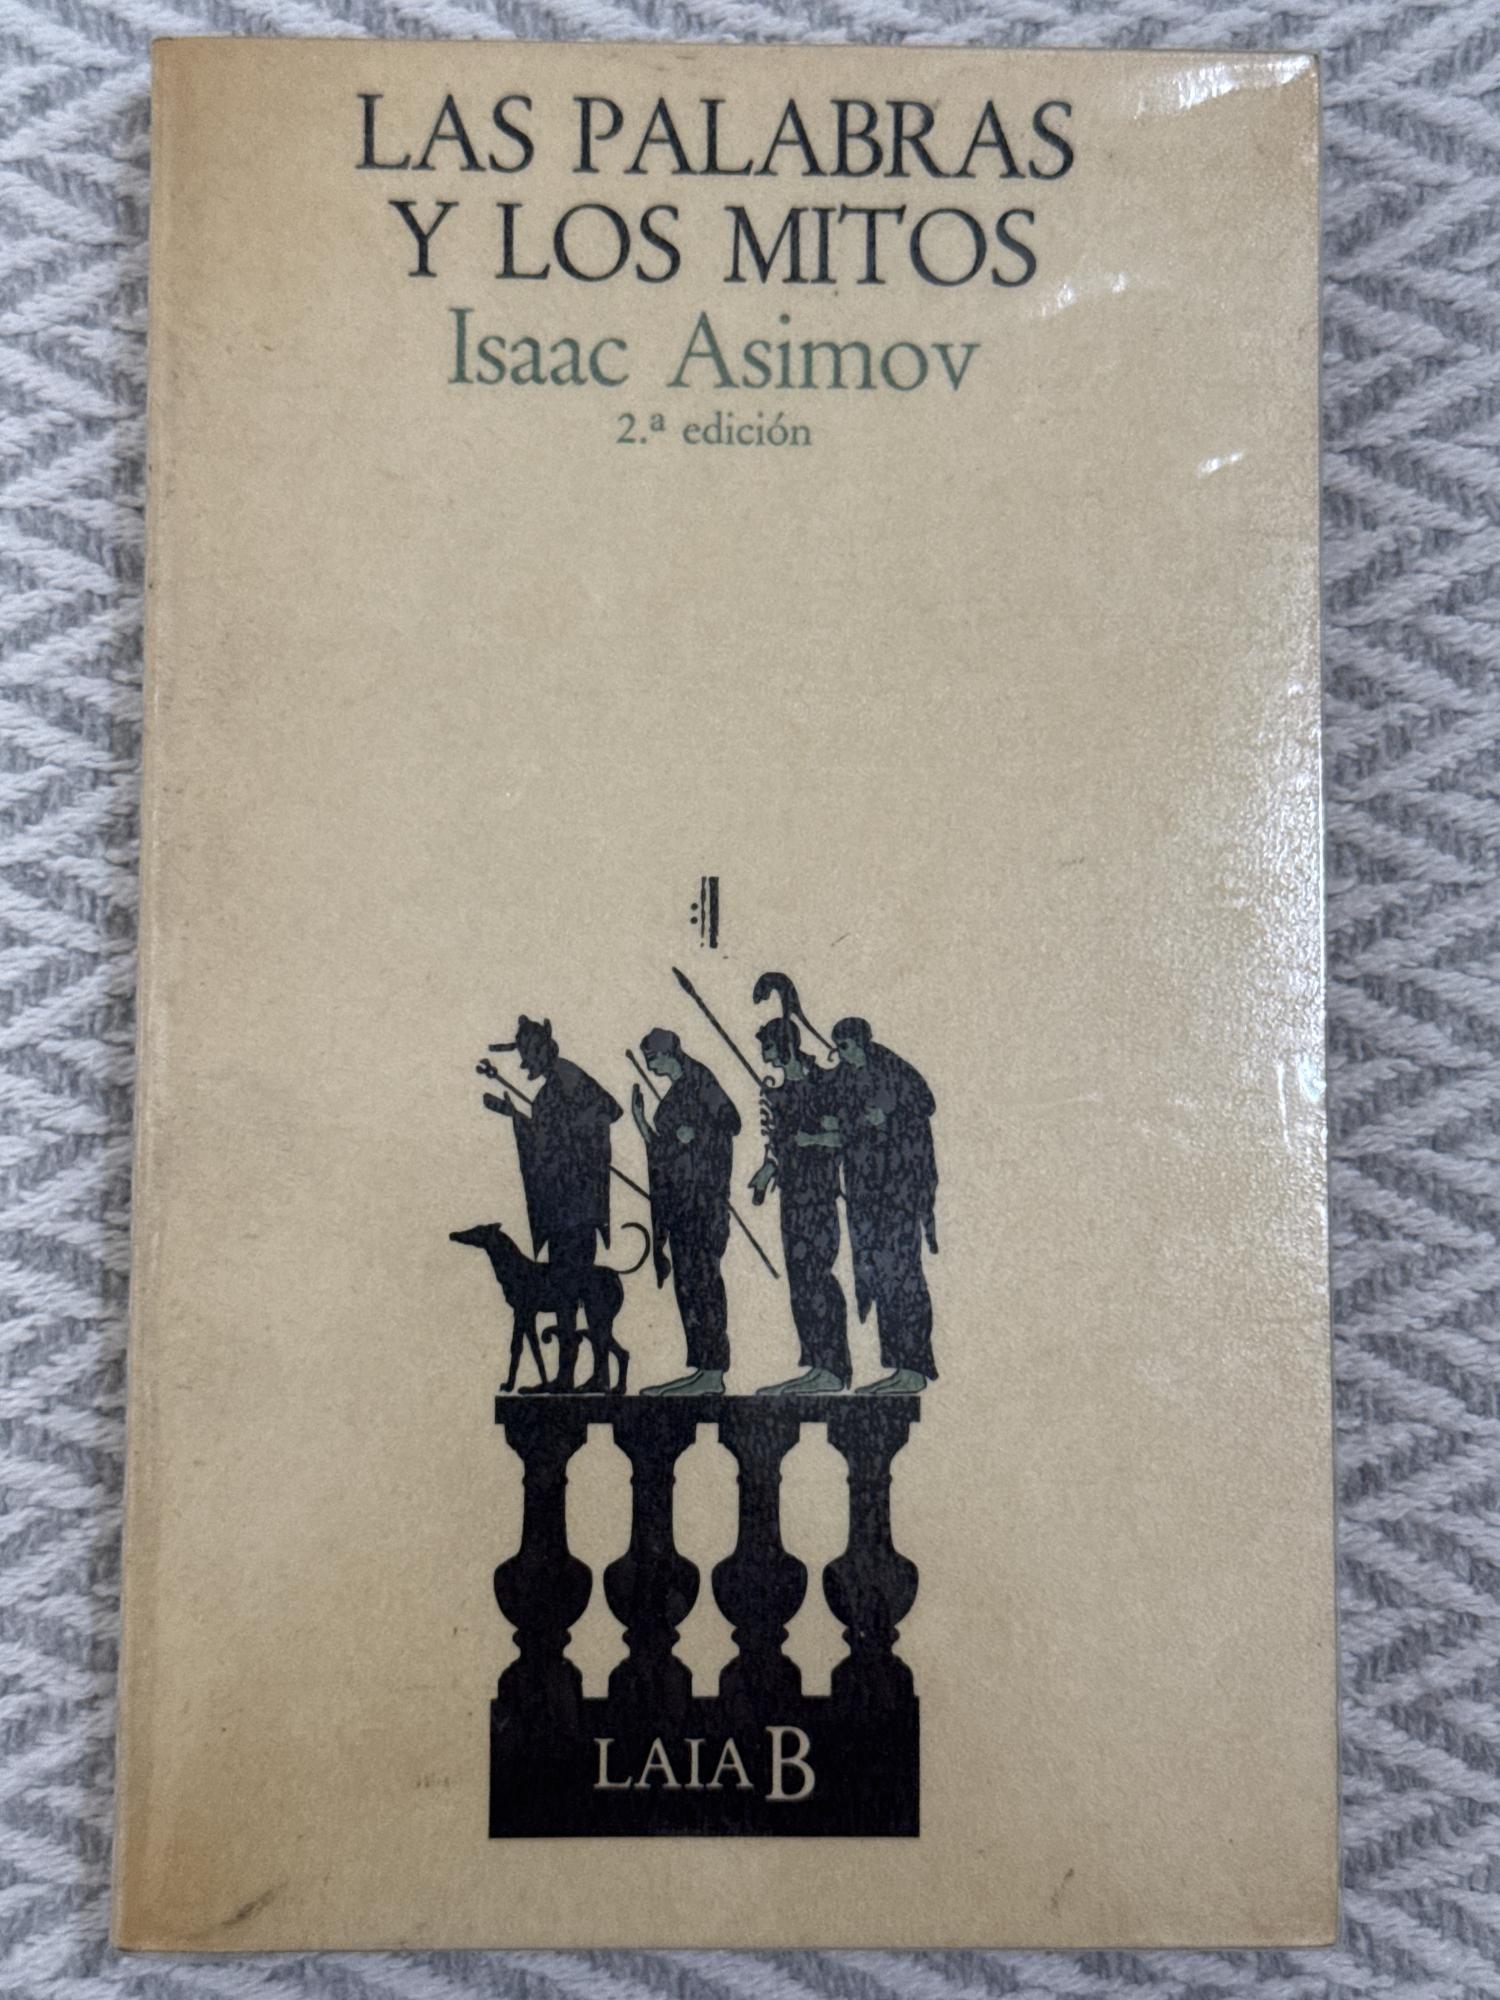 LAS PALABRAS
Y LOS MITOS
Isaac Asimov
2.ª edición
LAIA B